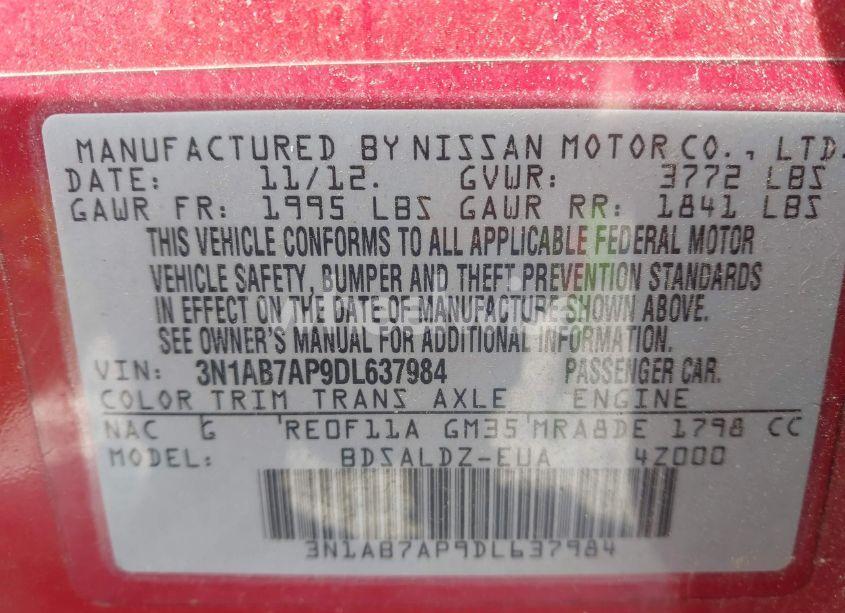 MANUFACTURED BY NISSAN MOTOR CO., LTD.
DATE: 11/12. GVWR: 3772 LBS
GAWR FR: 1995 LBS GAWR RR: 1841 LBS
THIS VEHICLE CONFORMS TO ALL APPLICABLE FEDERAL MOTOR
VEHICLE SAFETY, BUMPER AND THEFT PREVENTION STANDARDS
IN EFFECT ON THE DATE OF MANUFACTURE SHOWN ABOVE.
SEE OWNER'S MANUAL FOR ADDITIONAL INFORMATION.
VIN: 3N1AB7AP9DL637984 PASSENGER CAR.
COLOR TRIM TRANS AXLE ENGINE
NAC G 'RE0F11A GM35 MRA8DE 1798 CC
MODEL: BDSALDZ-EUA 4Z000
3N1AB7AP9DL637984